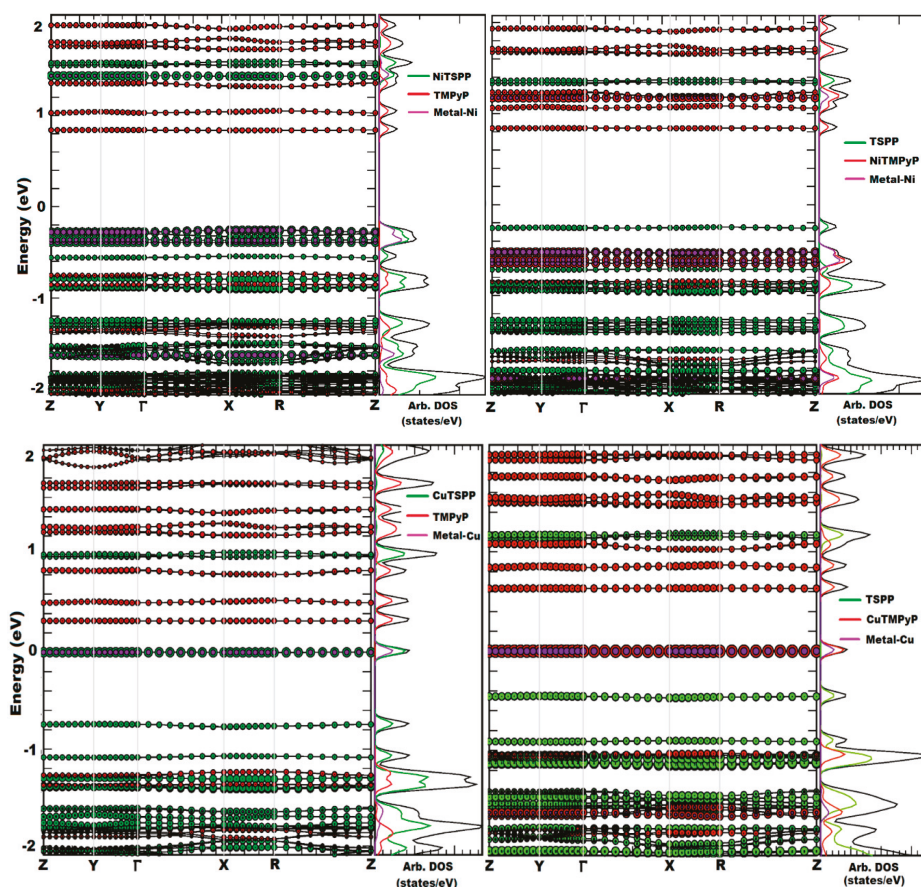 2
1
0
-1
-2
Energy (eV)
Z Y Γ X R Z
Arb. DOS
(states/eV)
NiTSPP
TMPyP
Metal-Ni
Z Y Γ X R Z
Arb. DOS
(states/eV)
TSPP
NiTMPyP
Metal-Ni
2
1
0
-1
-2
Energy (eV)
Z Y Γ X R Z
Arb. DOS
(states/eV)
CuTSPP
TMPyP
Metal-Cu
Z Y Γ X R Z
Arb. DOS
(states/eV)
TSPP
CuTMPyP
Metal-Cu